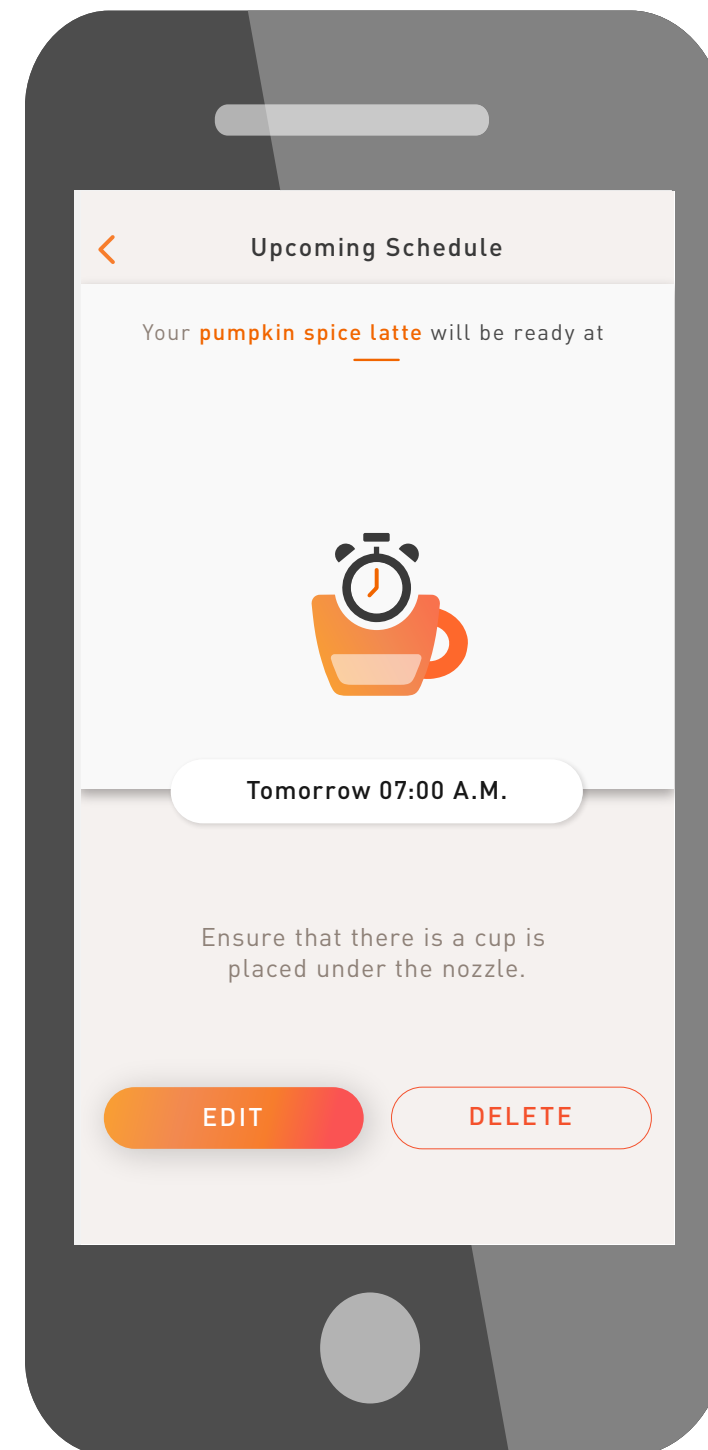 Upcoming Schedule
Your pumpkin spice latte will be ready at
Tomorrow 07:00 A.M.
Ensure that there is a cup is
placed under the nozzle.
EDIT
DELETE